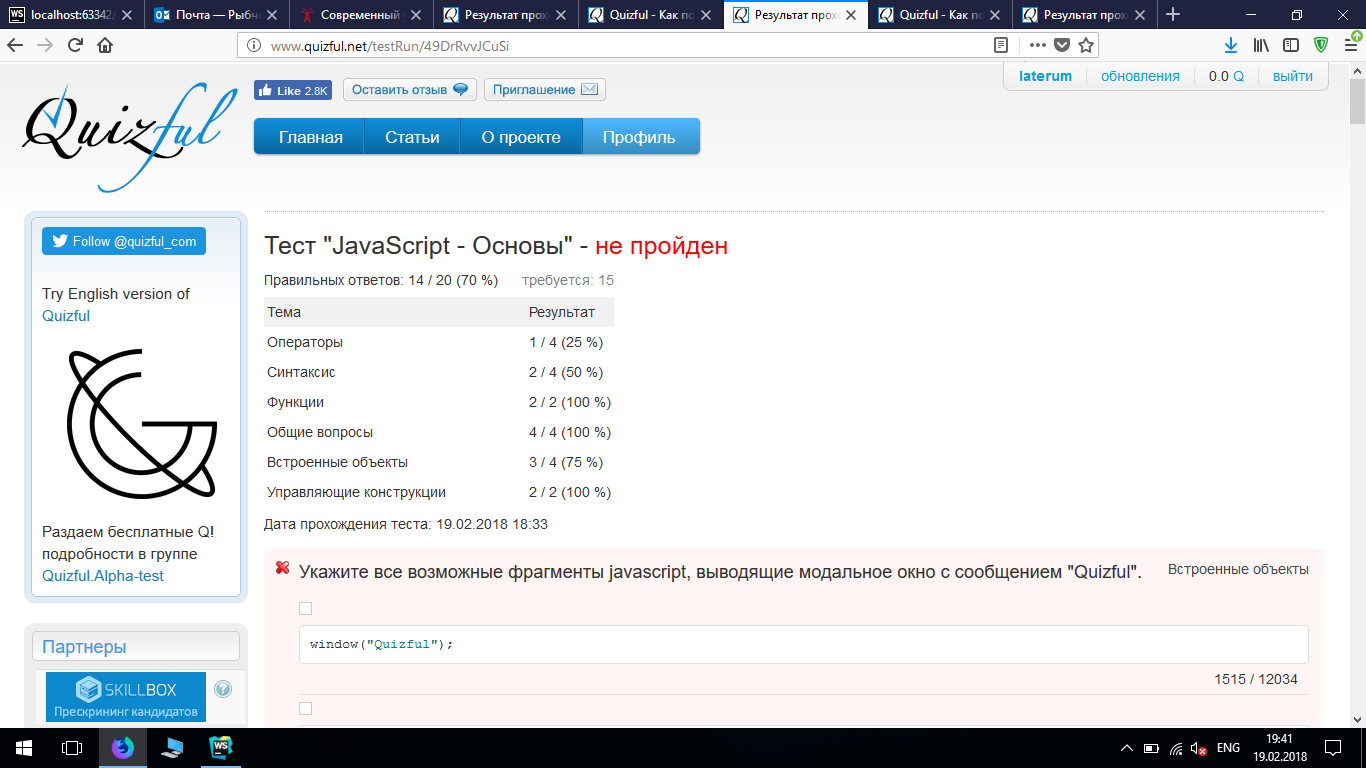 localhost:63342/
Почта — Рыбч
Современный
Результат прох
Quizful - Как по
Результат прох
Quizful - Как по
Результат прох
www.quizful.net/testRun/49DrRvvJCuSi
Quizful
Like 2.8K
Оставить отзыв
Приглашение
laterum
обновления
0.0 Q
выйти
Главная
Статьи
О проекте
Профиль
Follow @quizful_com
Try English version of
Quizful
Раздаем бесплатные Q!
подробности в группе
Quizful.Alpha-test
Партнеры
SKILLBOX
Прескрининг кандидатов
?
Тест "JavaScript - Основы" - не пройден
Правильных ответов: 14 / 20 (70 %) требуется: 15
Тема Результат
Операторы 1 / 4 (25 %)
Синтаксис 2 / 4 (50 %)
Функции 2 / 2 (100 %)
Общие вопросы 4 / 4 (100 %)
Встроенные объекты 3 / 4 (75 %)
Управляющие конструкции 2 / 2 (100 %)
Дата прохождения теста: 19.02.2018 18:33
Укажите все возможные фрагменты javascript, выводящие модальное окно с сообщением "Quizful".
Встроенные объекты
window("Quizful");
1515 / 12034
WS
ENG
19:41
19.02.2018